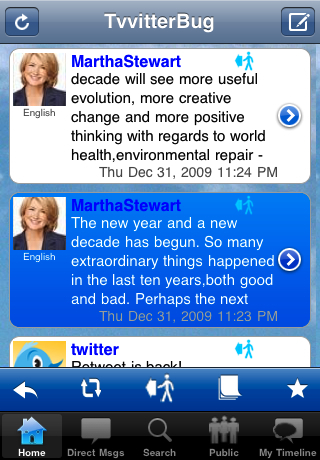 TvvitterBug
MarthaStewart
decade will see more useful
evolution, more creative
change and more positive
thinking with regards to world
health,environmental repair -
English
Thu Dec 31, 2009 11:24 PM
MarthaStewart
The new year and a new
decade has begun. So many
extraordinary things happened
in the last ten years,both good
and bad. Perhaps the next
English
Thu Dec 31, 2009 11:23 PM
twitter
Retweet is back!
Home
Direct Msgs
Search
Public
My Timeline